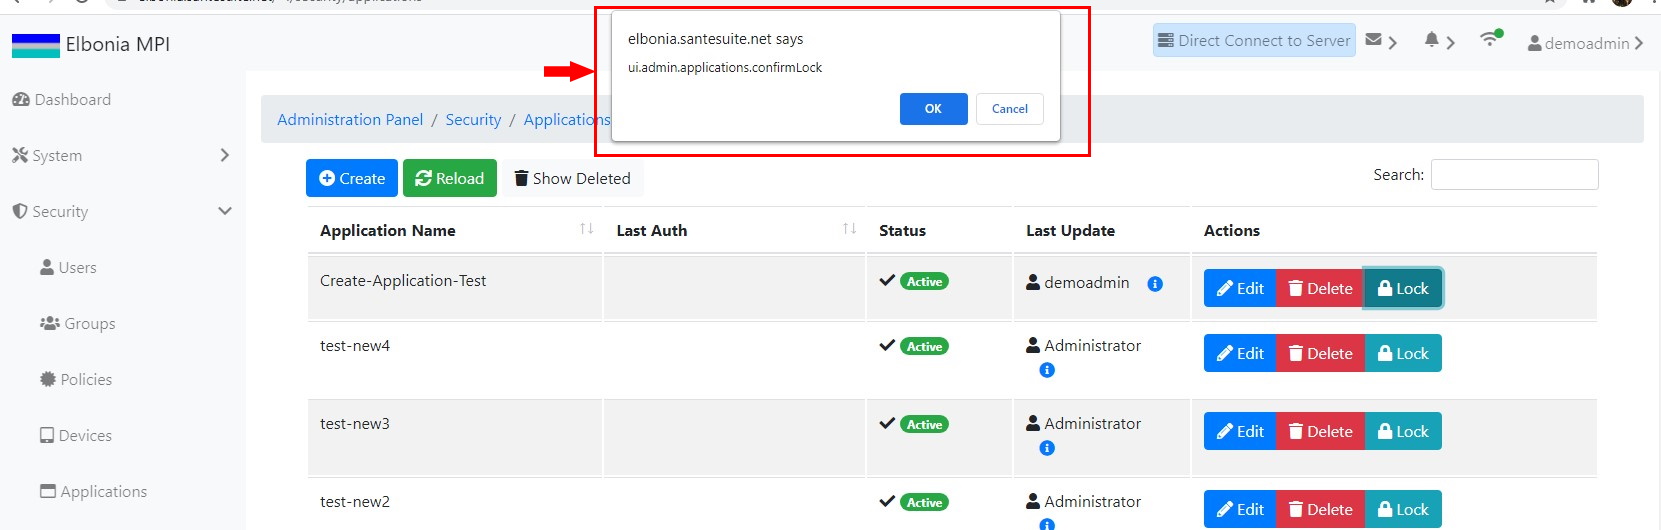 elbonia.santesuite.net says
ui.admin.applications.confirmLock
OK
Cancel
Elbonia MPI
Direct Connect to Server
demoadmin
Dashboard
System
Security
Users
Groups
Policies
Devices
Applications
Administration Panel / Security / Applications
Create
Reload
Show Deleted
Search:
Application Name
Last Auth
Status
Last Update
Actions
Create-Application-Test
Active
demoadmin
Edit
Delete
Lock
test-new4
Active
Administrator
Edit
Delete
Lock
test-new3
Active
Administrator
Edit
Delete
Lock
test-new2
Active
Administrator
Edit
Delete
Lock